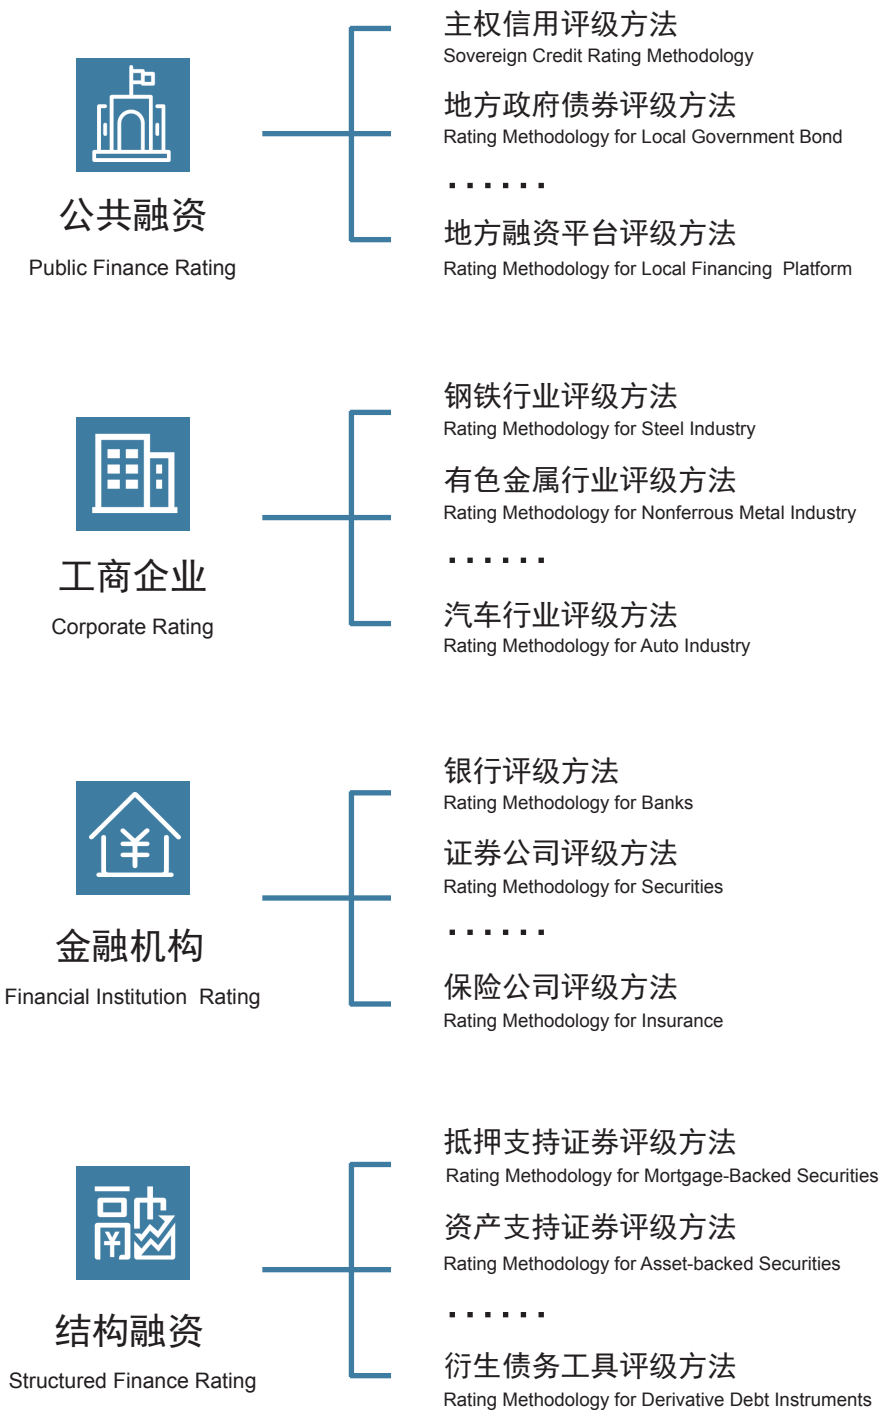 主权信用评级方法
Sovereign Credit Rating Methodology
地方政府债券评级方法
Rating Methodology for Local Government Bond
······
地方融资平台评级方法
Rating Methodology for Local Financing Platform
公共融资
Public Finance Rating
钢铁行业评级方法
Rating Methodology for Steel Industry
有色金属行业评级方法
Rating Methodology for Nonferrous Metal Industry
······
汽车行业评级方法
Rating Methodology for Auto Industry
工商企业
Corporate Rating
银行评级方法
Rating Methodology for Banks
证券公司评级方法
Rating Methodology for Securities
······
保险公司评级方法
Rating Methodology for Insurance
¥
金融机构
Financial Institution Rating
抵押支持证券评级方法
Rating Methodology for Mortgage-Backed Securities
资产支持证券评级方法
Rating Methodology for Asset-backed Securities
······
衍生债务工具评级方法
Rating Methodology for Derivative Debt Instruments
融
结构融资
Structured Finance Rating